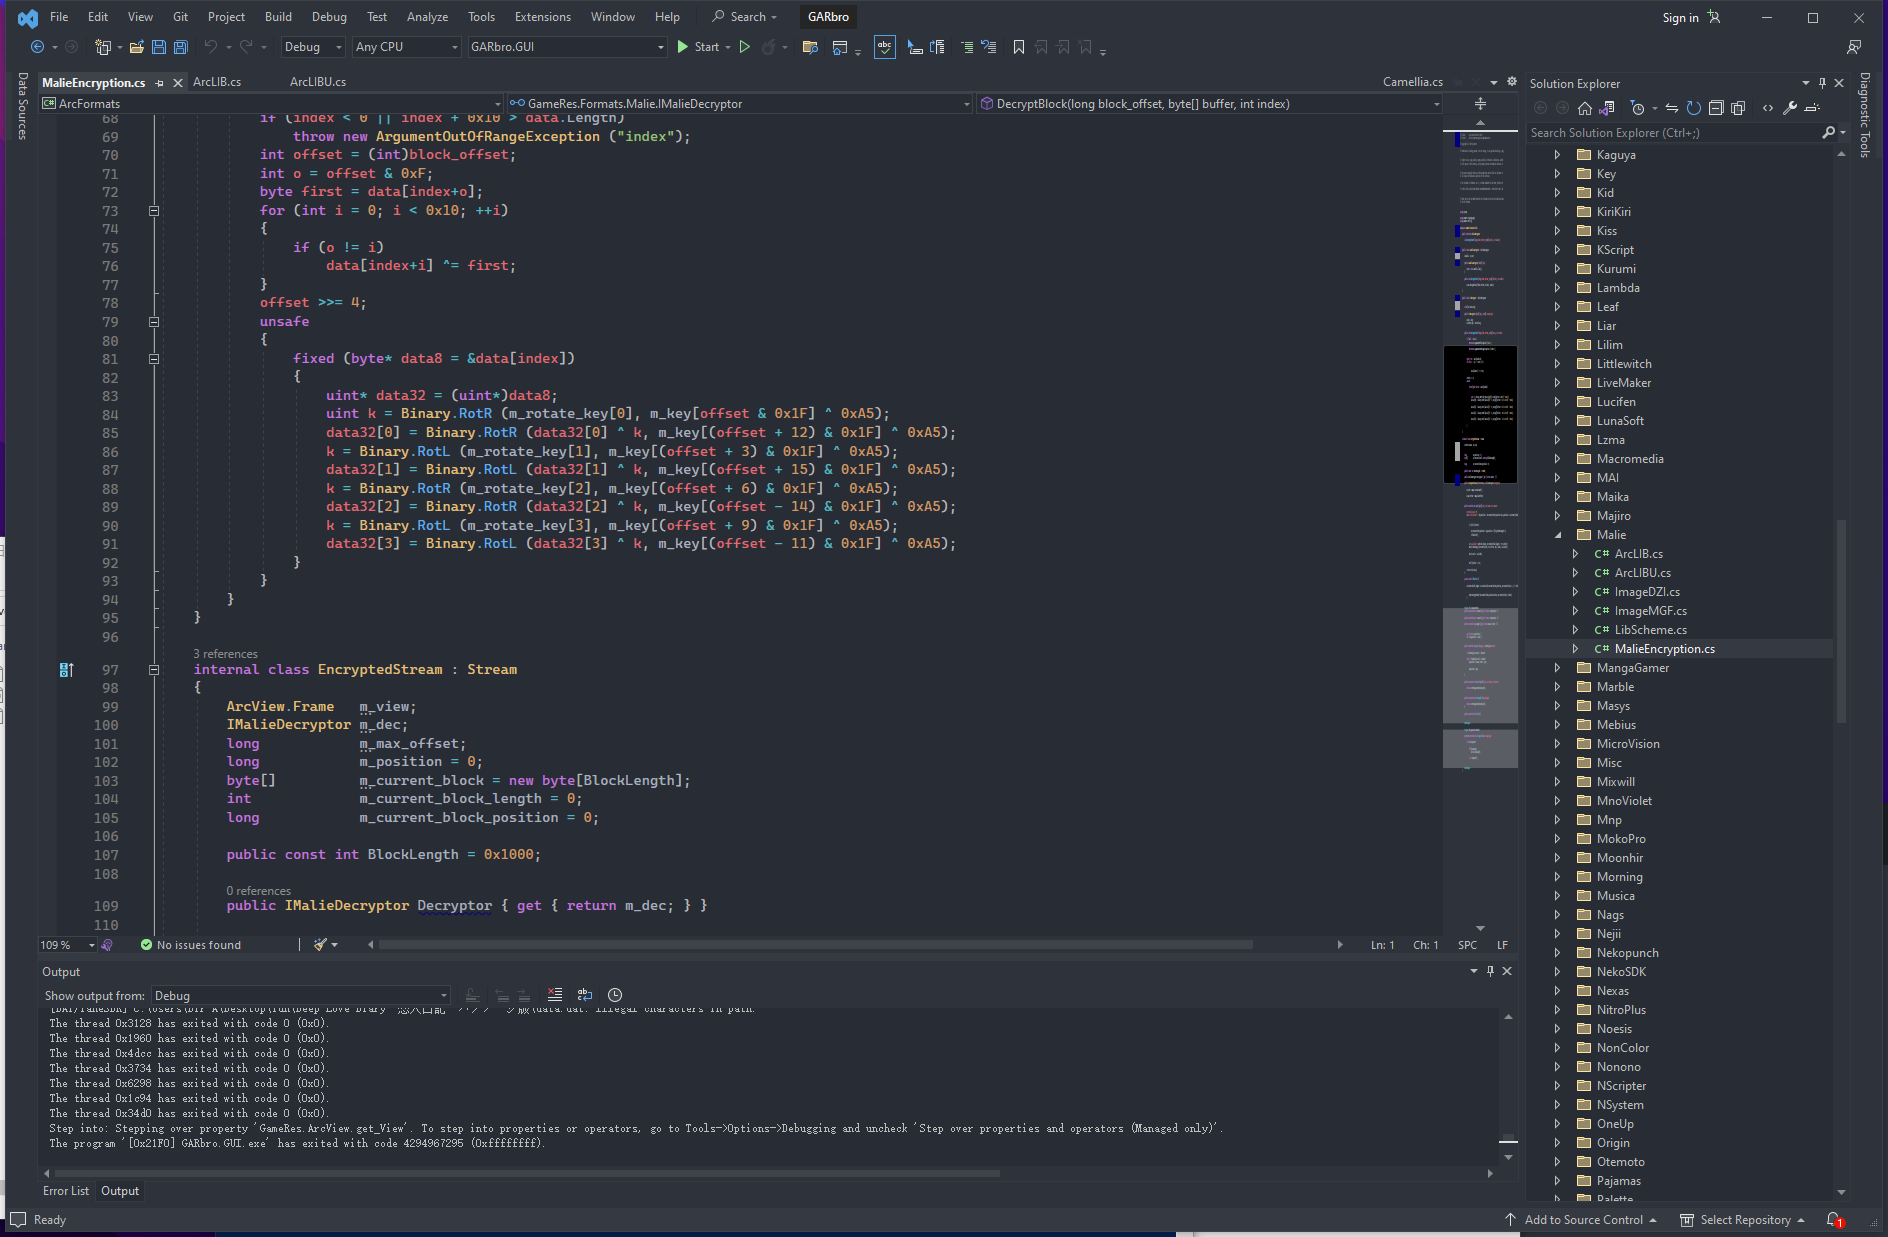 File Edit View Git Project Build Debug Test Analyze Tools Extensions Window Help Search GARbro Sign in
Debug Any CPU GARbro.GUI Start
Data Sources
MalieEncryption.cs ArcLIB.cs ArcLIBU.cs Camellia.cs
ArcFormats GameRes.Formats.Malie.IMalieDecryptor DecryptBlock(long block_offset, byte[] buffer, int index)
68 if (index < 0 || index + 0x10 > data.Length)
69 throw new ArgumentOutOfRangeException ("index");
70 int offset = (int)block_offset;
71 int o = offset & 0xF;
72 byte first = data[index+o];
73 for (int i = 0; i < 0x10; ++i)
74 {
75 if (o != i)
76 data[index+i] ^= first;
77 }
78 offset >>= 4;
79 unsafe
80 {
81 fixed (byte* data8 = &data[index])
82 {
83 uint* data32 = (uint*)data8;
84 uint k = Binary.RotR (m_rotate_key[0], m_key[offset & 0x1F] ^ 0xA5);
85 data32[0] = Binary.RotR (data32[0] ^ k, m_key[(offset + 12) & 0x1F] ^ 0xA5);
86 k = Binary.RotL (m_rotate_key[1], m_key[(offset + 3) & 0x1F] ^ 0xA5);
87 data32[1] = Binary.RotL (data32[1] ^ k, m_key[(offset + 15) & 0x1F] ^ 0xA5);
88 k = Binary.RotR (m_rotate_key[2], m_key[(offset + 6) & 0x1F] ^ 0xA5);
89 data32[2] = Binary.RotR (data32[2] ^ k, m_key[(offset - 14) & 0x1F] ^ 0xA5);
90 k = Binary.RotL (m_rotate_key[3], m_key[(offset + 9) & 0x1F] ^ 0xA5);
91 data32[3] = Binary.RotL (data32[3] ^ k, m_key[(offset - 11) & 0x1F] ^ 0xA5);
92 }
93 }
94 }
95 }
96
3 references
97 internal class EncryptedStream : Stream
98 {
99 ArcView.Frame m_view;
100 IMalieDecryptor m_dec;
101 long m_max_offset;
102 long m_position = 0;
103 byte[] m_current_block = new byte[BlockLength];
104 int m_current_block_length = 0;
105 long m_current_block_position = 0;
106
107 public const int BlockLength = 0x1000;
108
0 references
109 public IMalieDecryptor Decryptor { get { return m_dec; } }
110
109 % No issues found Ln: 1 Ch: 1 SPC LF
Output
Show output from: Debug
The thread 0x3128 has exited with code 0 (0x0).
The thread 0x1960 has exited with code 0 (0x0).
The thread 0x4dcc has exited with code 0 (0x0).
The thread 0x3734 has exited with code 0 (0x0).
The thread 0x6298 has exited with code 0 (0x0).
The thread 0x1c94 has exited with code 0 (0x0).
The thread 0x34d0 has exited with code 0 (0x0).
Step into: Stepping over property 'GameRes.ArcView.get_View'. To step into properties or operators, go to Tools->Options->Debugging and uncheck 'Step over properties and operators (Managed only)'.
The program '[0x21F0] GARbro.GUI.exe' has exited with code 4294967295 (0xffffffff).
Error List Output
Ready Add to Source Control Select Repository 1
Solution Explorer
Search Solution Explorer (Ctrl+;)
Kaguya
Key
Kid
KiriKiri
Kiss
KScript
Kurumi
Lambda
Leaf
Liar
Lilim
Littlewitch
LiveMaker
Lucifen
LunaSoft
Lzma
Macromedia
MAI
Maika
Majiro
Malie
C# ArcLIB.cs
C# ArcLIBU.cs
C# ImageDZI.cs
C# ImageMGF.cs
C# LibScheme.cs
C# MalieEncryption.cs
MangaGamer
Marble
Masys
Mebius
MicroVision
Misc
Mixwill
MnoViolet
Mnp
MokoPro
Moonhir
Morning
Musica
Nags
Nejii
Nekopunch
NekoSDK
Nexas
NitroPlus
Noesis
NonColor
Nonono
NScripter
NSystem
OneUp
Origin
Otemoto
Pajamas
Palette
Diagnostic Tools